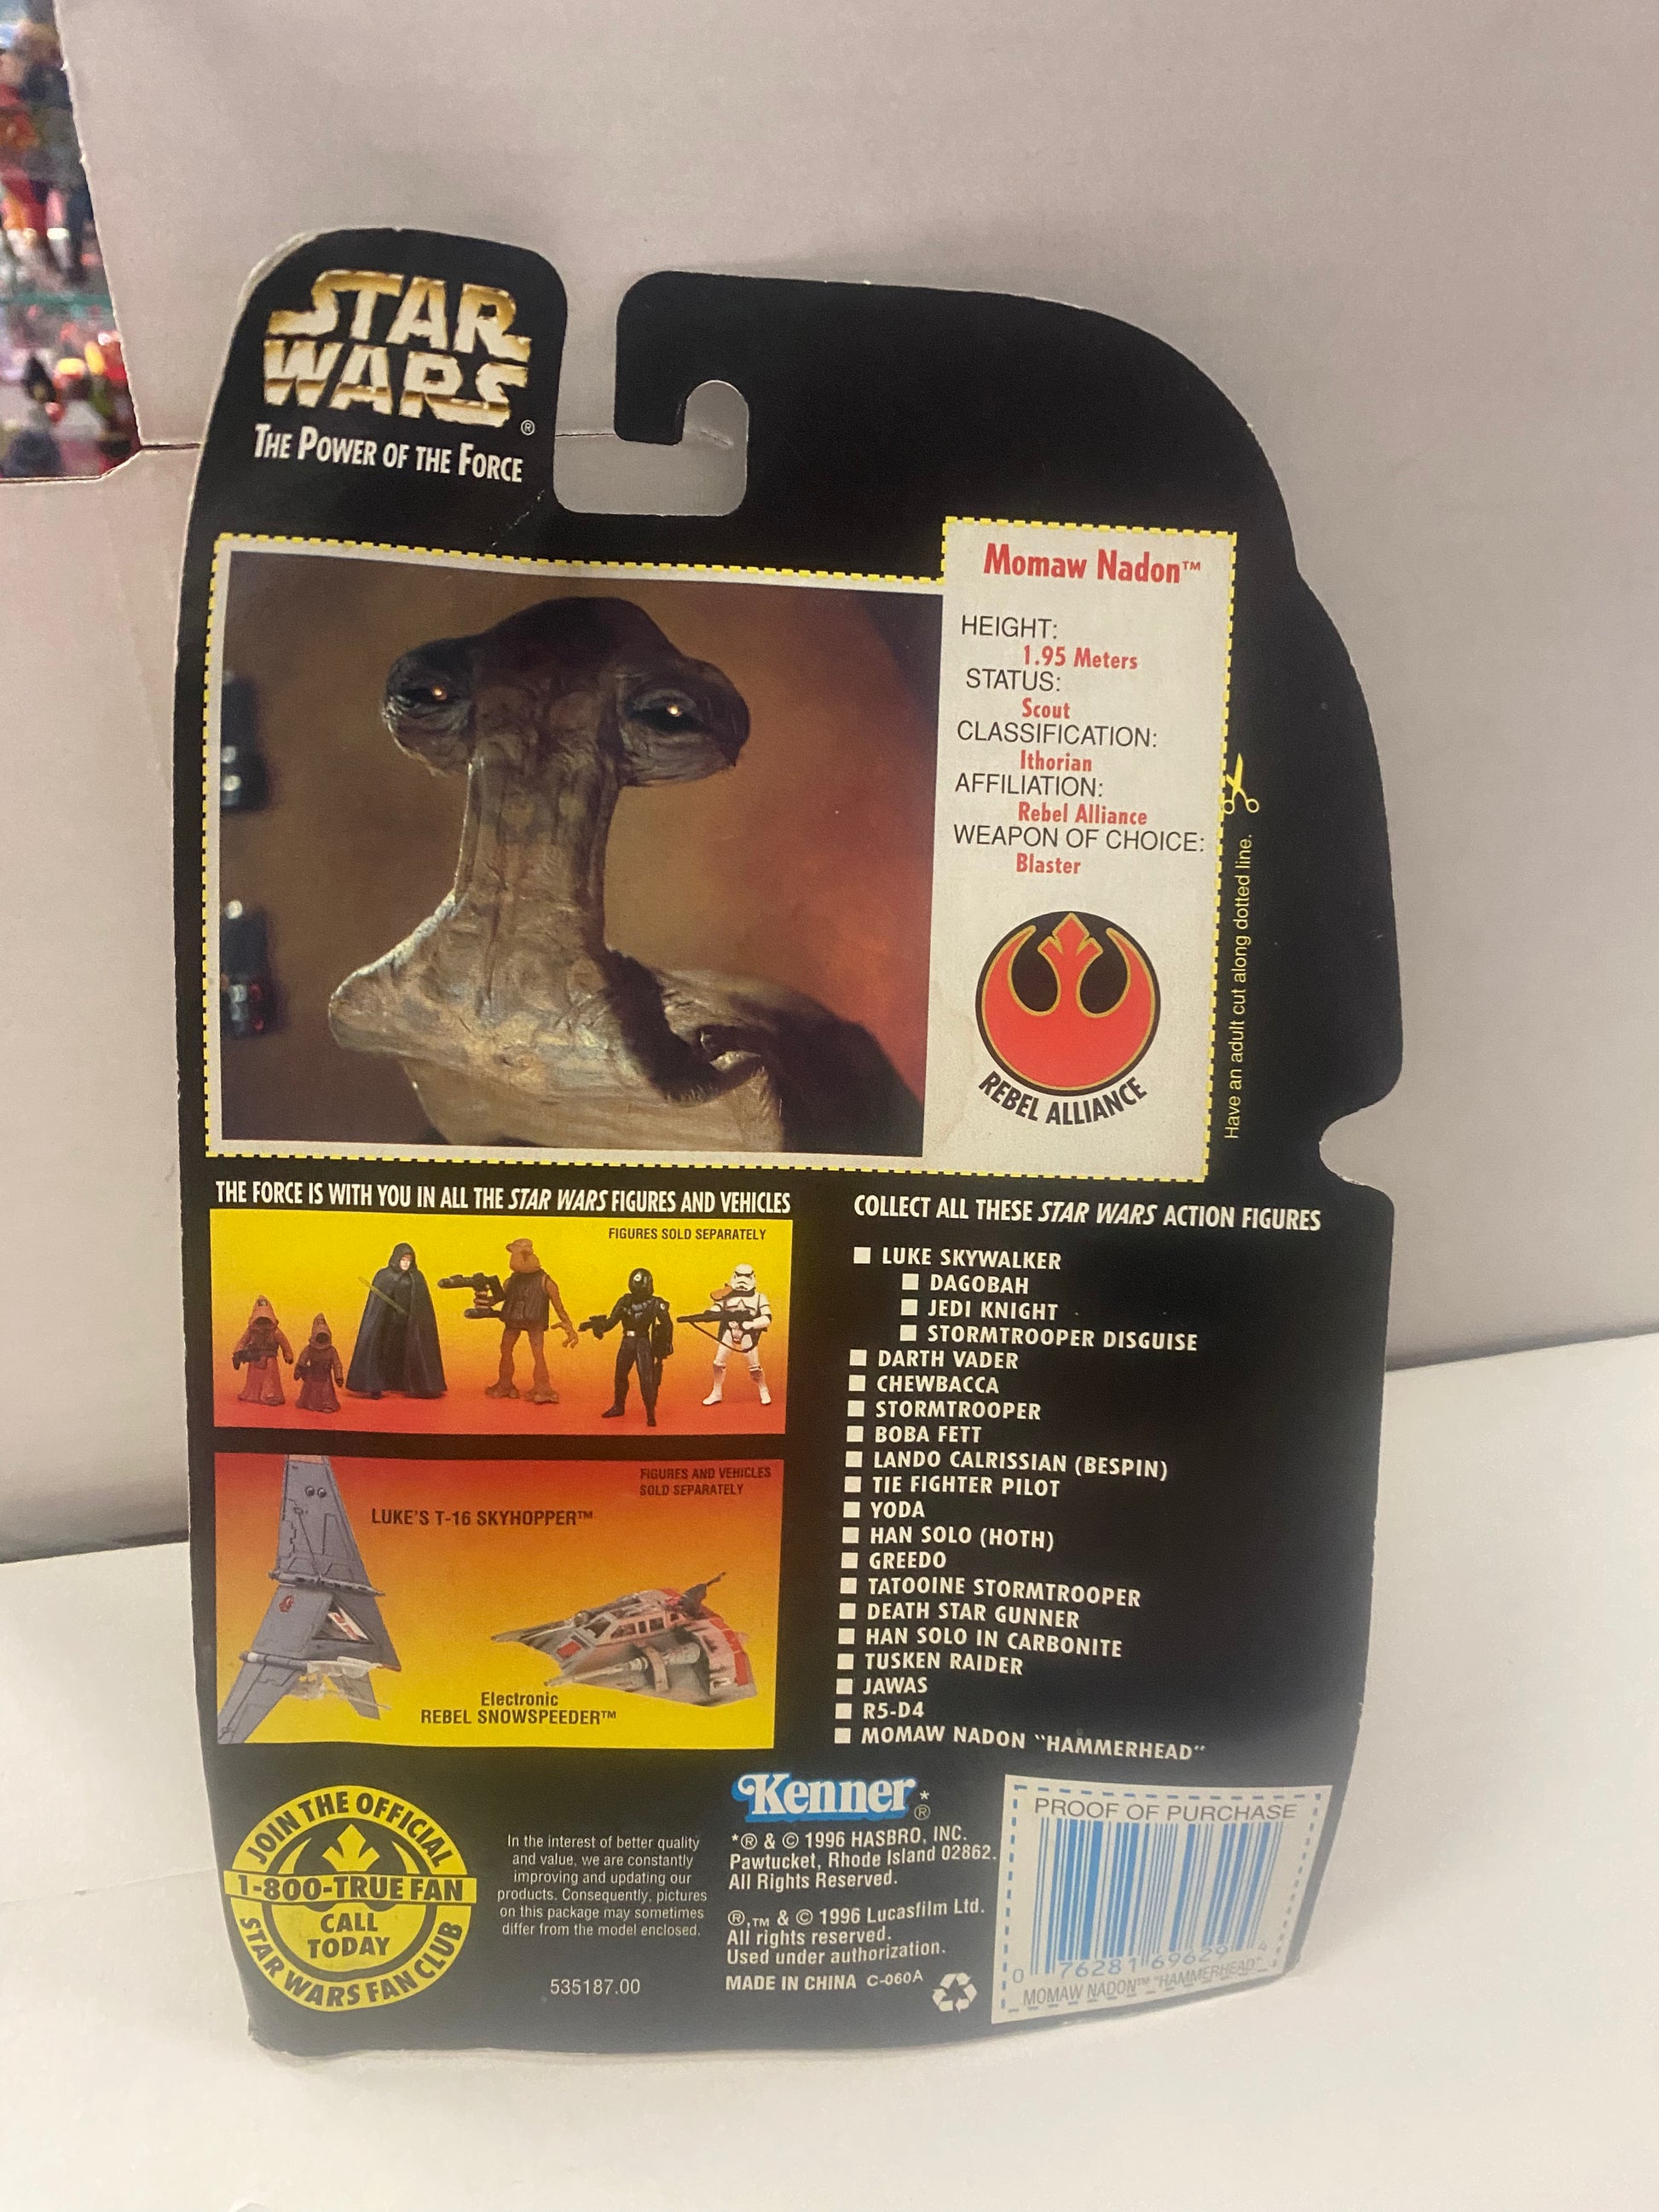 STAR
WARS
®
THE POWER OF THE FORCE
Momaw Nadon™
HEIGHT:
1.95 Meters
STATUS:
Scout
CLASSIFICATION:
Ithorian
AFFILIATION:
Rebel Alliance
WEAPON OF CHOICE:
Blaster
REBEL ALLIANCE
Have an adult cut along dotted line.
THE FORCE IS WITH YOU IN ALL THE STAR WARS FIGURES AND VEHICLES
FIGURES SOLD SEPARATELY
FIGURES AND VEHICLES
SOLD SEPARATELY
LUKE'S T-16 SKYHOPPER™
Electronic
REBEL SNOWSPEEDER™
COLLECT ALL THESE STAR WARS ACTION FIGURES
LUKE SKYWALKER
DAGOBAH
JEDI KNIGHT
STORMTROOPER DISGUISE
DARTH VADER
CHEWBACCA
STORMTROOPER
BOBA FETT
LANDO CALRISSIAN (BESPIN)
TIE FIGHTER PILOT
YODA
HAN SOLO (HOTH)
GREEDO
TATOOINE STORMTROOPER
DEATH STAR GUNNER
HAN SOLO IN CARBONITE
TUSKEN RAIDER
JAWAS
R5-D4
MOMAW NADON "HAMMERHEAD"
JOIN THE OFFICIAL
1-800-TRUE FAN
CALL
TODAY
STAR WARS FAN CLUB
In the interest of better quality
and value, we are constantly
improving and updating our
products. Consequently, pictures
on this package may sometimes
differ from the model enclosed.
535187.00
Kenner*®
*® & © 1996 HASBRO, INC.
Pawtucket, Rhode Island 02862.
All Rights Reserved.
®,™ & © 1996 Lucasfilm Ltd.
All rights reserved.
Used under authorization.
MADE IN CHINA C-060A
PROOF OF PURCHASE
0 76281 69629 4
MOMAW NADON™ "HAMMERHEAD"